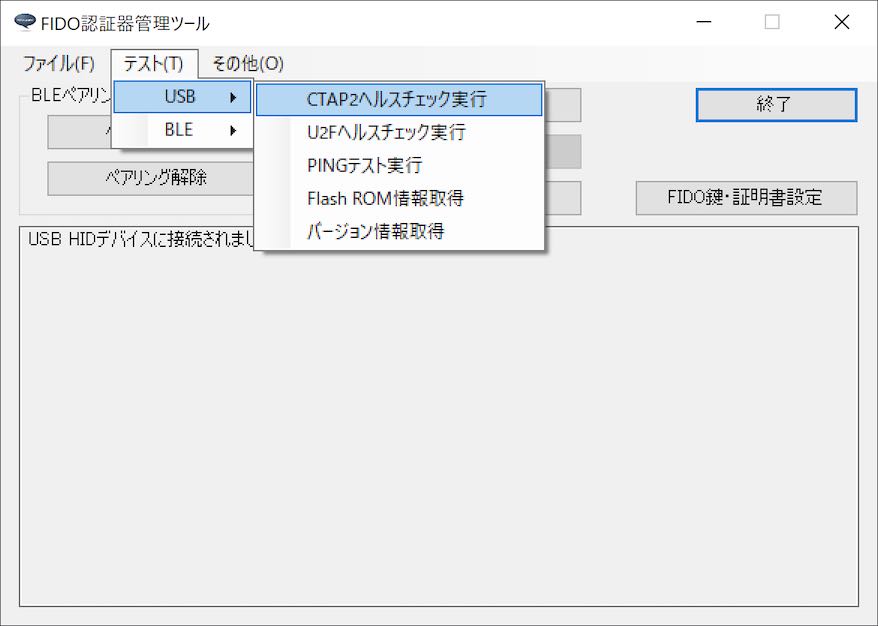 FIDO認証器管理ツール
ファイル(F) テスト(T) その他(O)
BLEペアリン
USB
BLE
CTAP2ヘルスチェック実行
U2Fヘルスチェック実行
PINGテスト実行
Flash ROM情報取得
バージョン情報取得
終了
ペアリング解除
FIDO鍵・証明書設定
USB HIDデバイスに接続されまし